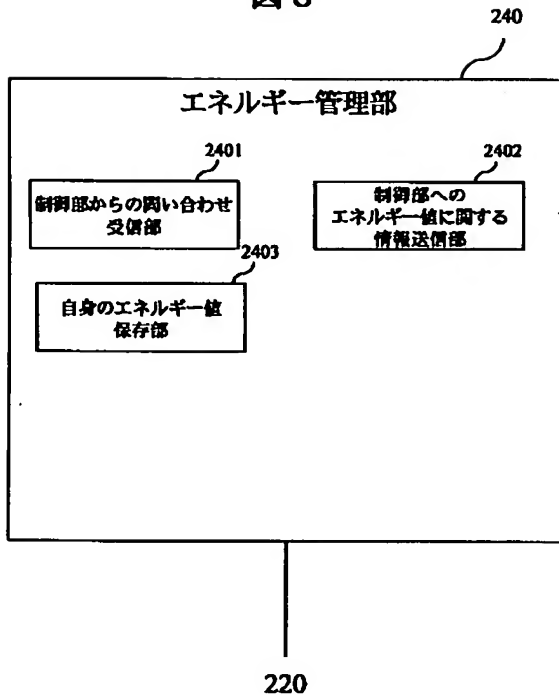 240
エネルギー管理部
2401
制御部からの問い合わせ
受信部
2402
制御部への
エネルギー値に関する
情報送信部
2403
自身のエネルギー値
保存部
220